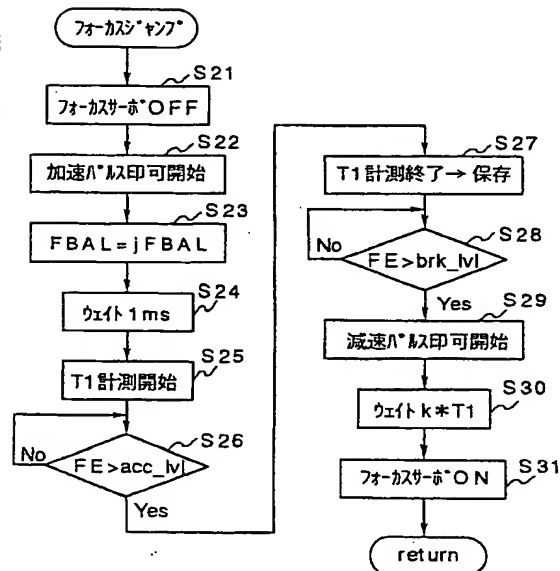 フォーカスジャンプ
S21
フォーカスサーボOFF
S22
加速パルス印可開始
S23
FBAL=jFBAL
S24
ウェイト1ms
S25
T1計測開始
S26
FE>acc_lvl
No
Yes
S27
T1計測終了→保存
S28
FE>brk_lvl
No
Yes
S29
減速パルス印可開始
S30
ウェイト k*T1
S31
フォーカスサーボON
return